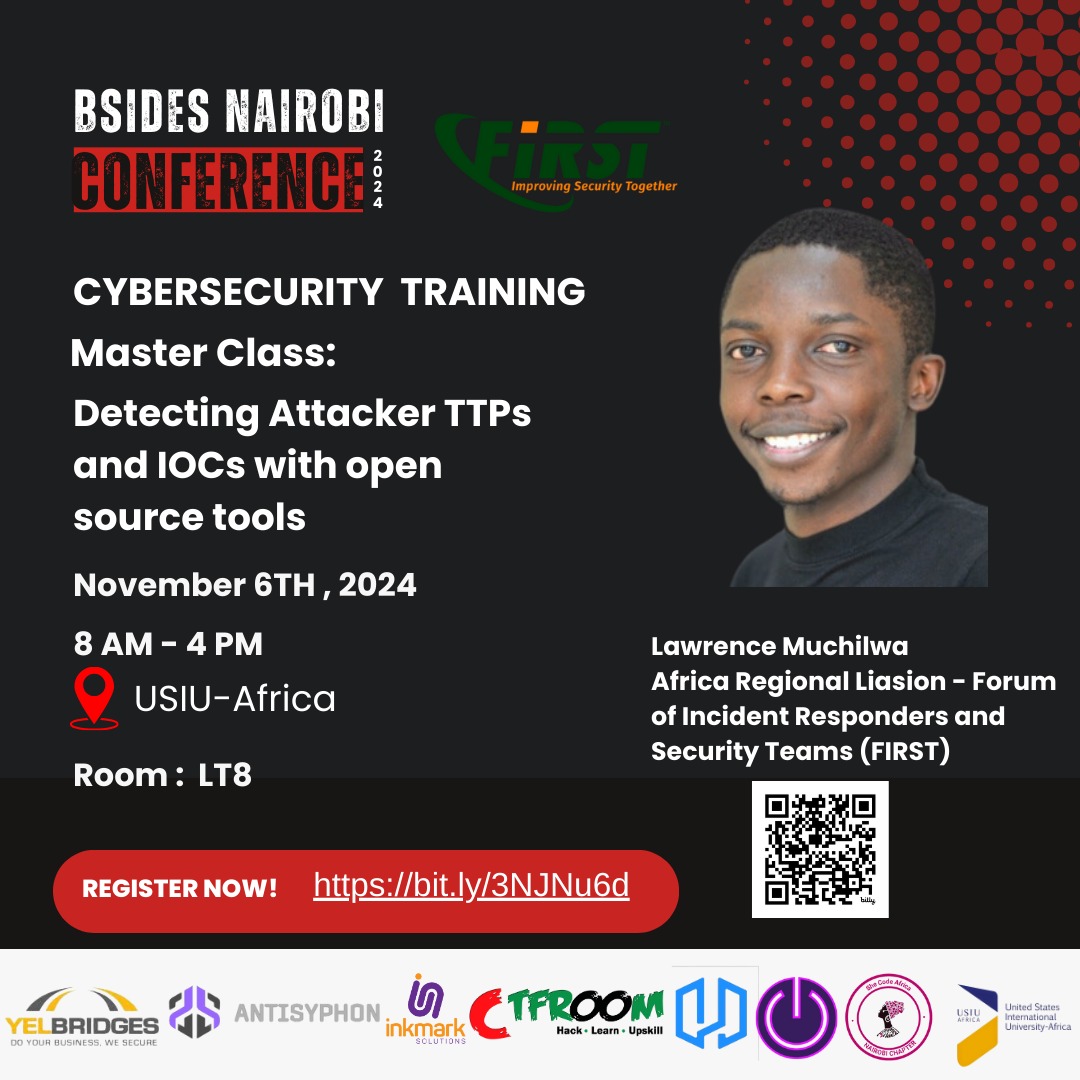 BSIDES NAIROBI
CONFERENCE
2024
FiRST
Improving Security Together
CYBERSECURITY TRAINING
Master Class:
Detecting Attacker TTPs
and IOCs with open
source tools
November 6TH , 2024
8 AM - 4 PM
USIU-Africa
Room : LT8
Lawrence Muchilwa
Africa Regional Liasion - Forum
of Incident Responders and
Security Teams (FIRST)
bitly
REGISTER NOW! https://bit.ly/3NJNu6d
YELBRIDGES
DO YOUR BUSINESS, WE SECURE
ANTISYPHON
inkmark
SOLUTIONS
CTFROOM
Hack • Learn • Upskill
She Code Africa
NAIROBI CHAPTER
USIU
AFRICA
United States
International
University-Africa